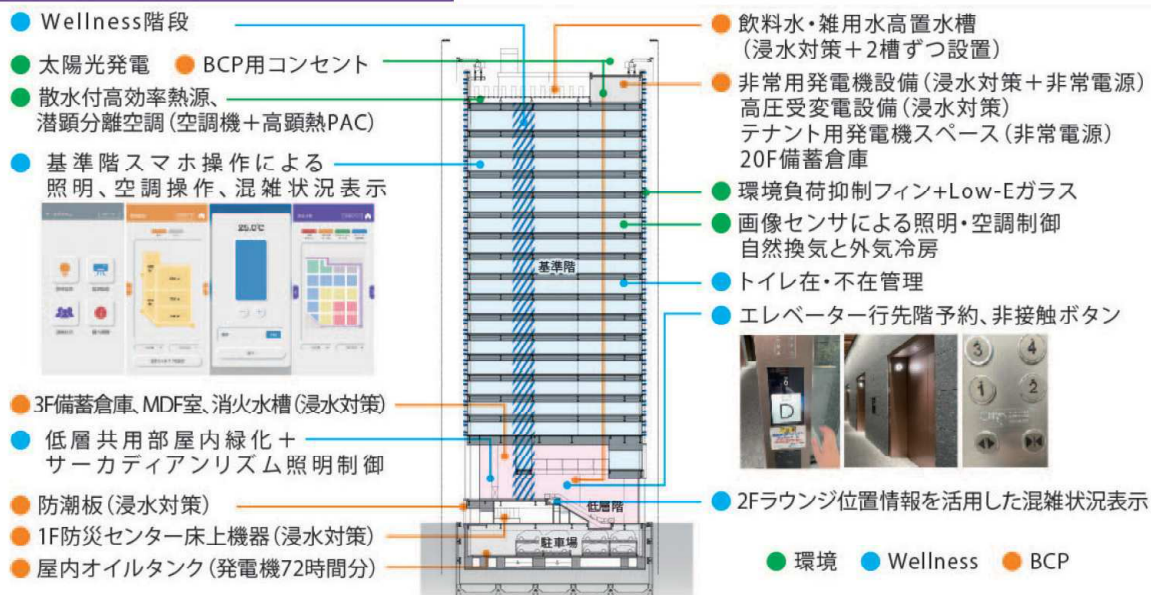 Wellness階段
太陽光発電
BCP用コンセント
散水付高効率熱源、
潜顕分離空調（空調機＋高顕熱PAC）
基準階スマホ操作による
照明、空調操作、混雑状況表示
25.0℃
3F備蓄倉庫、MDF室、消火水槽（浸水対策）
低層共用部屋内緑化＋
サーカディアンリズム照明制御
防潮板（浸水対策）
1F防災センター床上機器（浸水対策）
屋内オイルタンク（発電機72時間分）
基準階
低層階
駐車場
飲料水・雑用水高置水槽
（浸水対策＋2槽ずつ設置）
非常用発電機設備（浸水対策＋非常電源）
高圧受変電設備（浸水対策）
テナント用発電機スペース（非常電源）
20F備蓄倉庫
環境負荷抑制フィン+Low-Eガラス
画像センサによる照明・空調制御
自然換気と外気冷房
トイレ在・不在管理
エレベーター行先階予約、非接触ボタン
D
3 4
1 2
2Fラウンジ位置情報を活用した混雑状況表示
環境 Wellness BCP